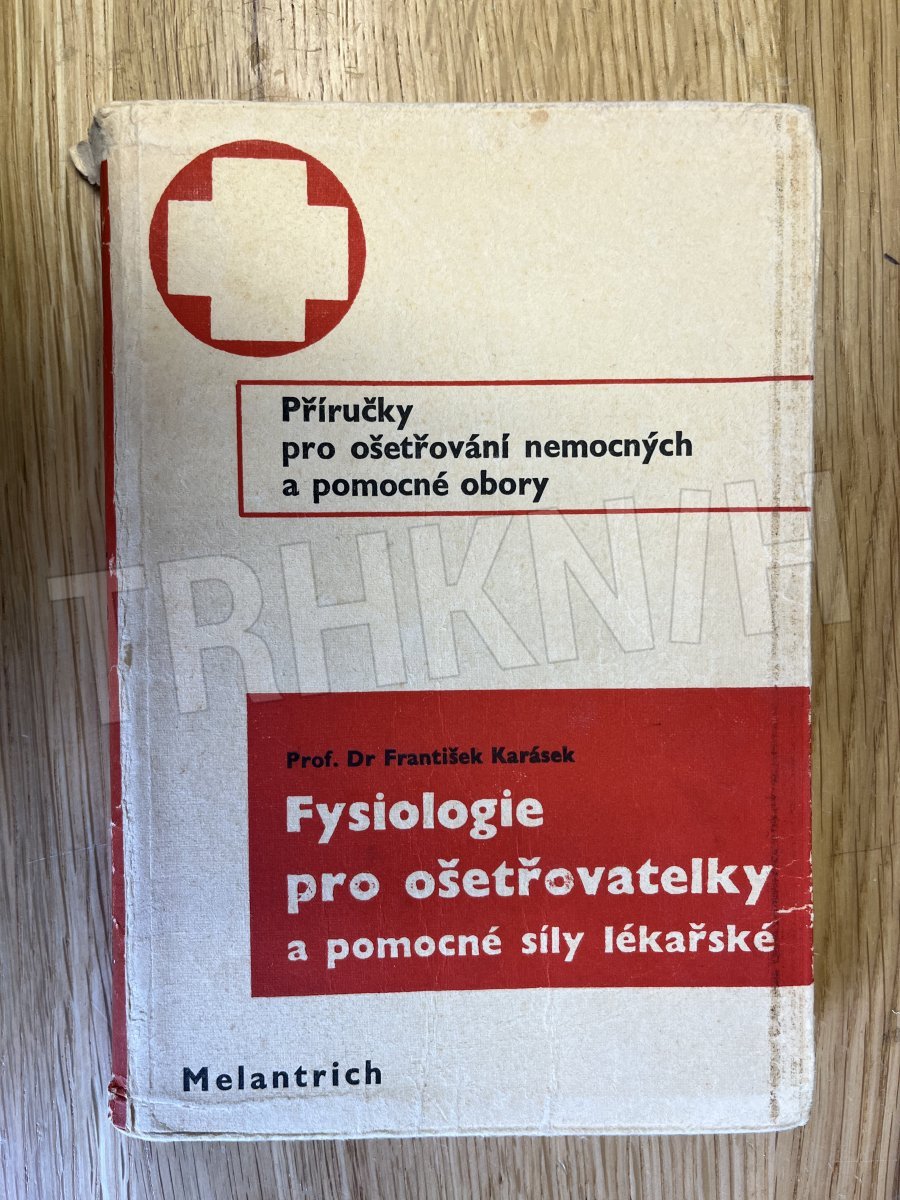 Příručky
pro ošetřování nemocných
a pomocné obory
TRHKNIH
Prof. Dr František Karásek
Fysiologie
pro ošetřovatelky
a pomocné síly lékařské
Melantrich